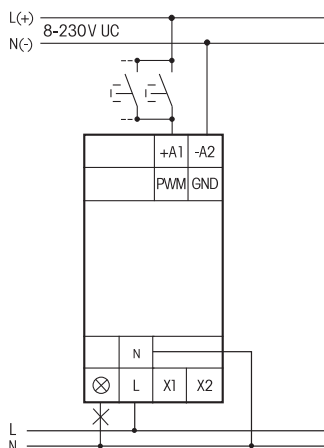 L(+)
8-230V UC
N(-)
+A1 -A2
PWM GND
N
L X1 X2
L
N